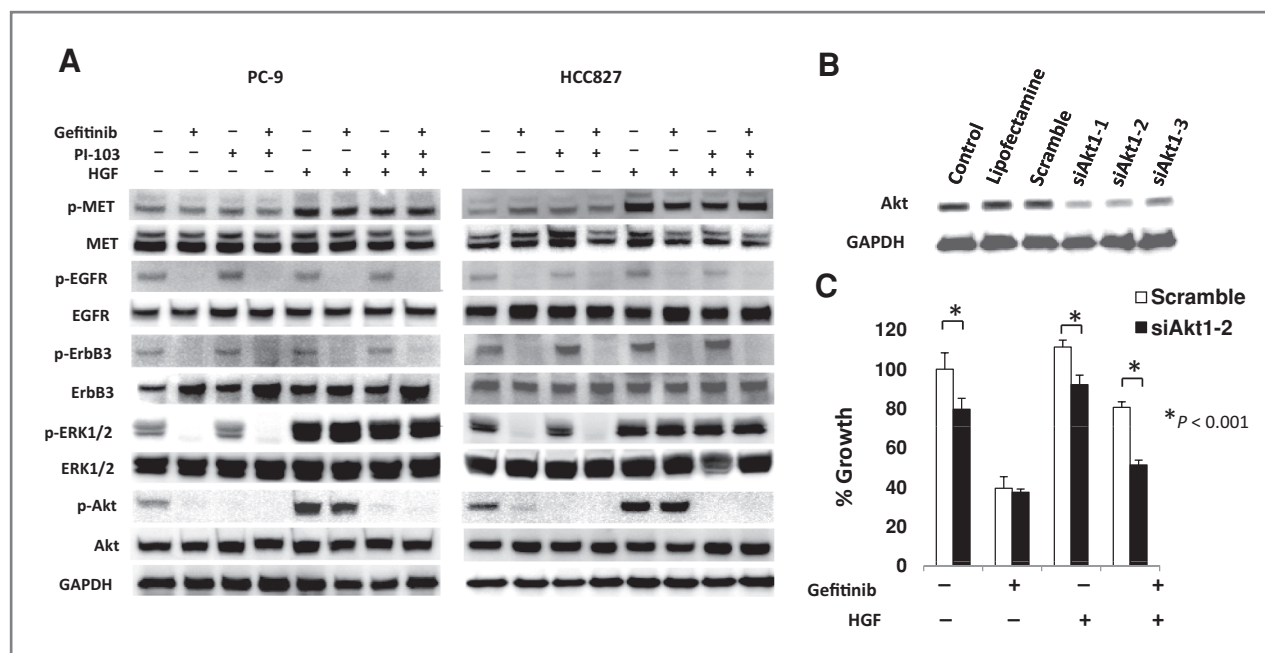 A
PC-9 HCC827
Gefitinib – + – + – + – + – + – + – + – +
PI-103 – – + + – – + + – – + + – – + +
HGF – – – – + + + + – – – – + + + +
p-MET
MET
p-EGFR
EGFR
p-ErbB3
ErbB3
p-ERK1/2
ERK1/2
p-Akt
Akt
GAPDH
B
Control
Lipofectamine
Scramble
siAkt1-1
siAkt1-2
siAkt1-3
Akt
GAPDH
C
Scramble
siAkt1-2
120
100
80
60
40
20
0
% Growth
* * *
* P < 0.001
Gefitinib – + – +
HGF – – + +